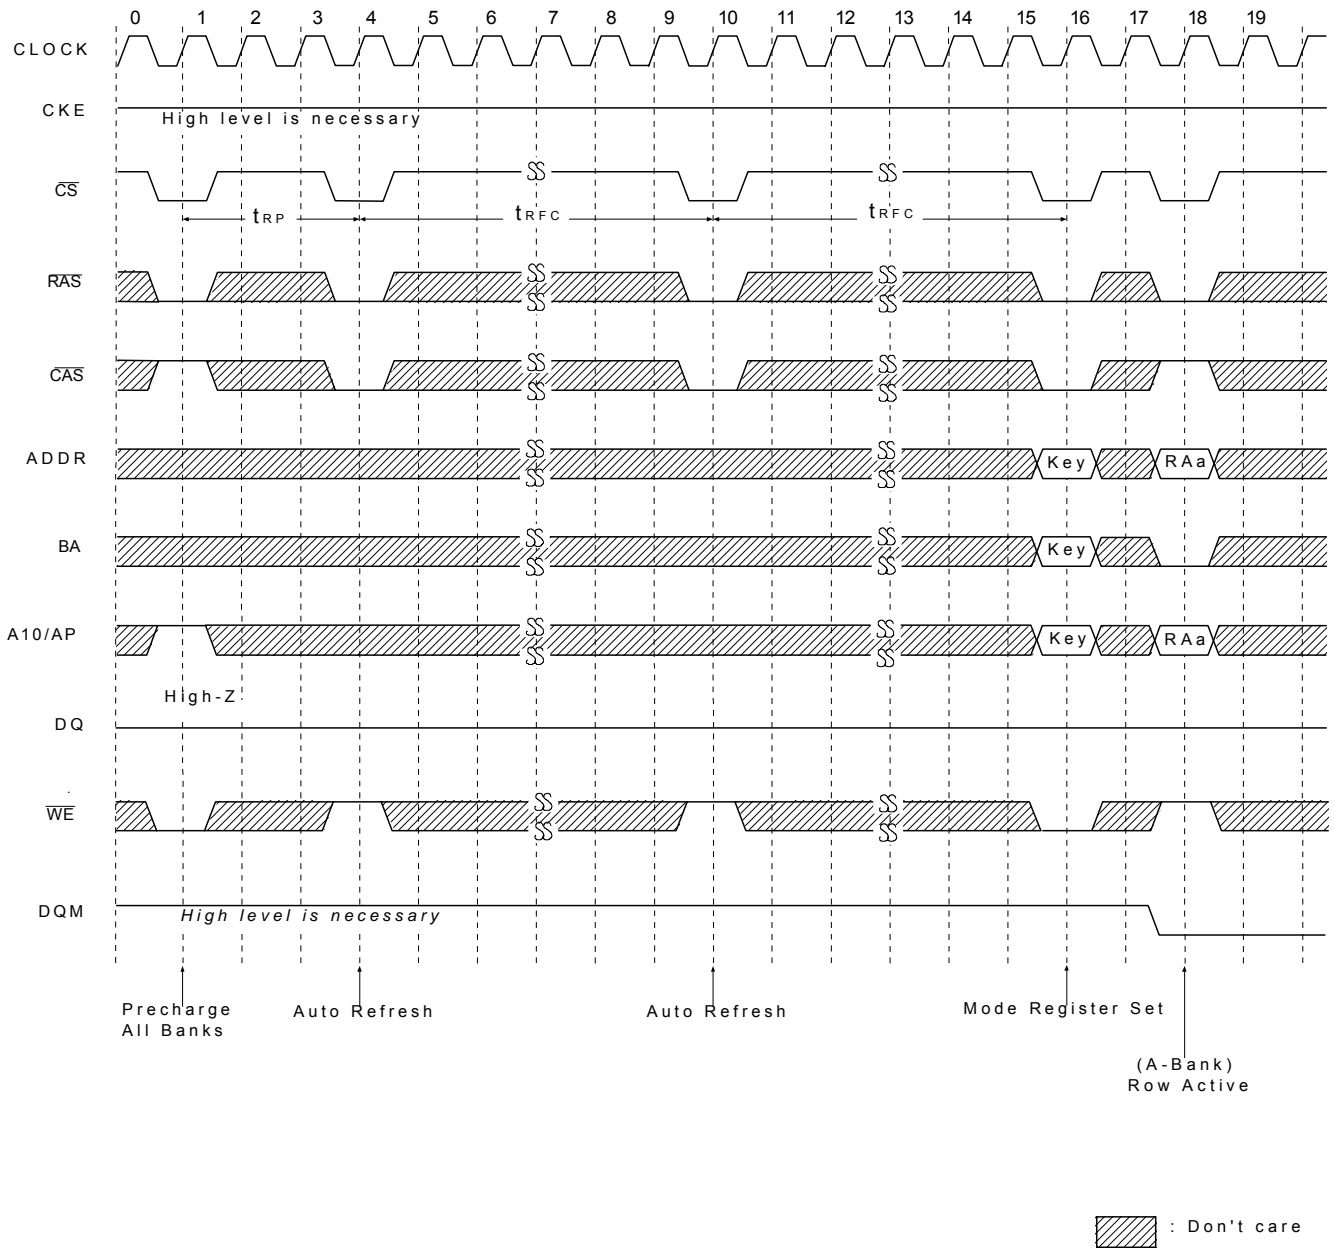 0 1 2 3 4 5 6 7 8 9 10 11 12 13 14 15 16 17 18 19
CLOCK
CKE
High level is necessary
CS
tRP tRFC tRFC
RAS
CAS
ADDR Key RAa
BA Key
A10/AP Key RAa
High-Z
DQ
WE
DQM High level is necessary
Precharge
All Banks
Auto Refresh
Auto Refresh
Mode Register Set
(A-Bank)
Row Active
: Don't care